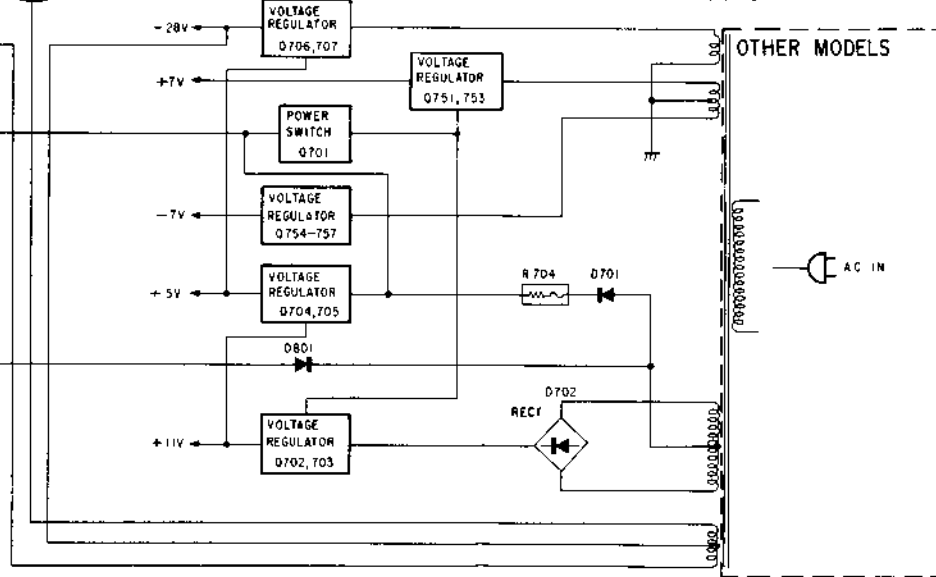 VOLTAGE
REGULATOR
Q706,707
-28V
OTHER MODELS
VOLTAGE
REGULATOR
Q751,753
+7V
POWER
SWITCH
Q701
VOLTAGE
REGULATOR
Q754-757
-7V
AC IN
VOLTAGE
REGULATOR
Q704,705
+5V
R704
D701
D801
D702
RECT
VOLTAGE
REGULATOR
Q702,703
+11V